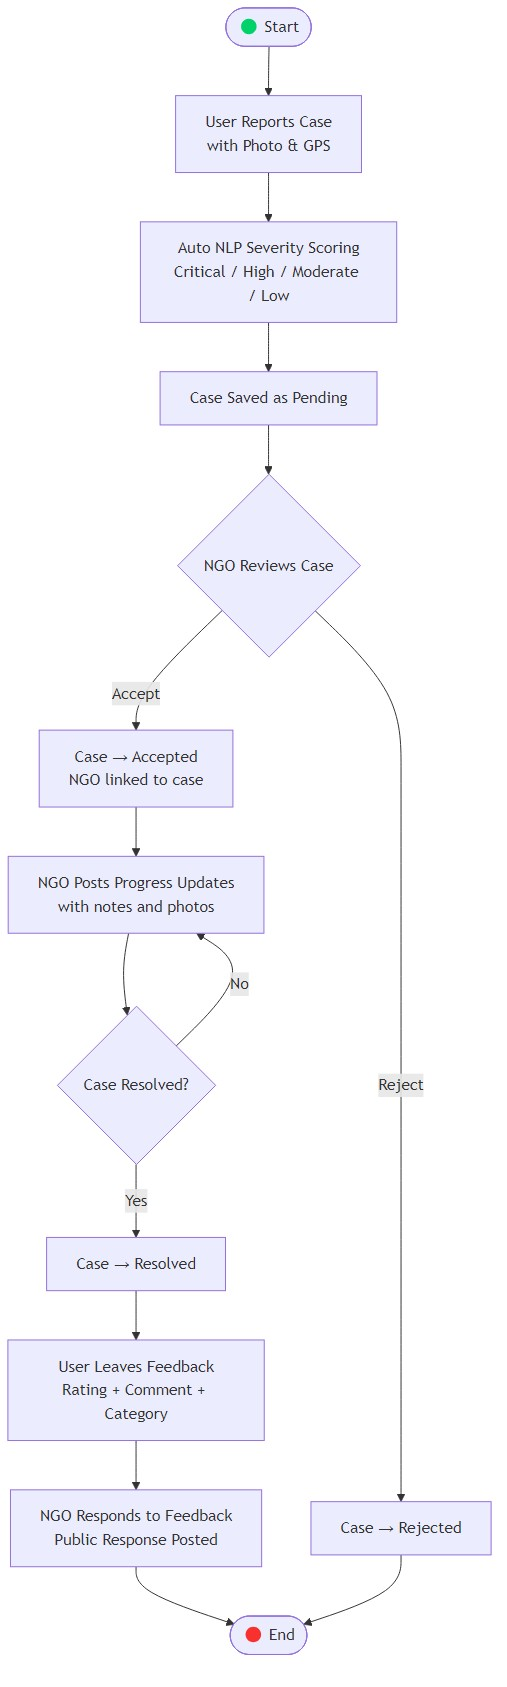 Start
User Reports Case
with Photo & GPS
Auto NLP Severity Scoring
Critical / High / Moderate
/ Low
Case Saved as Pending
NGO Reviews Case
Accept
Case → Accepted
NGO linked to case
NGO Posts Progress Updates
with notes and photos
No
Case Resolved?
Reject
Yes
Case → Resolved
User Leaves Feedback
Rating + Comment +
Category
NGO Responds to Feedback
Public Response Posted
Case → Rejected
End